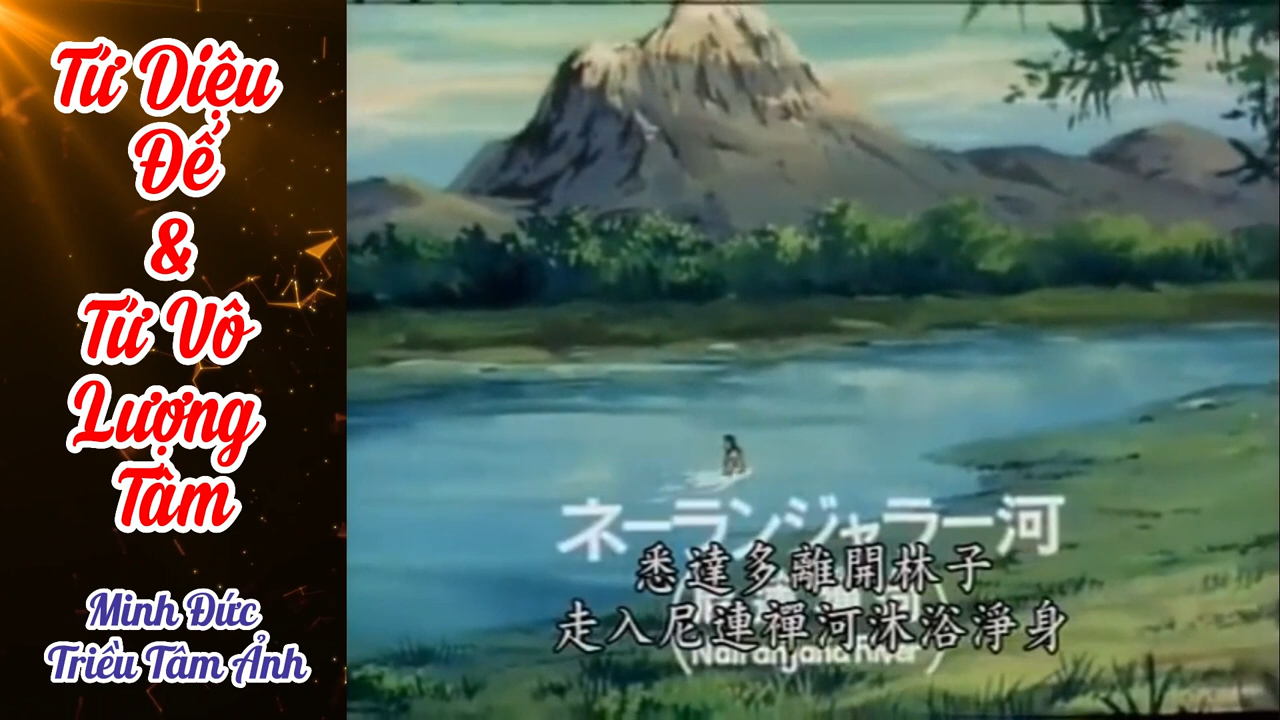 Tứ Diệu
Đế
&
Tứ Vô
Lượng
Tâm
Minh Đức
Triều Tâm Ảnh
ネーランジャラー河
悉達多離開林子
走入尼連禪河沐浴淨身
Nairanjana River